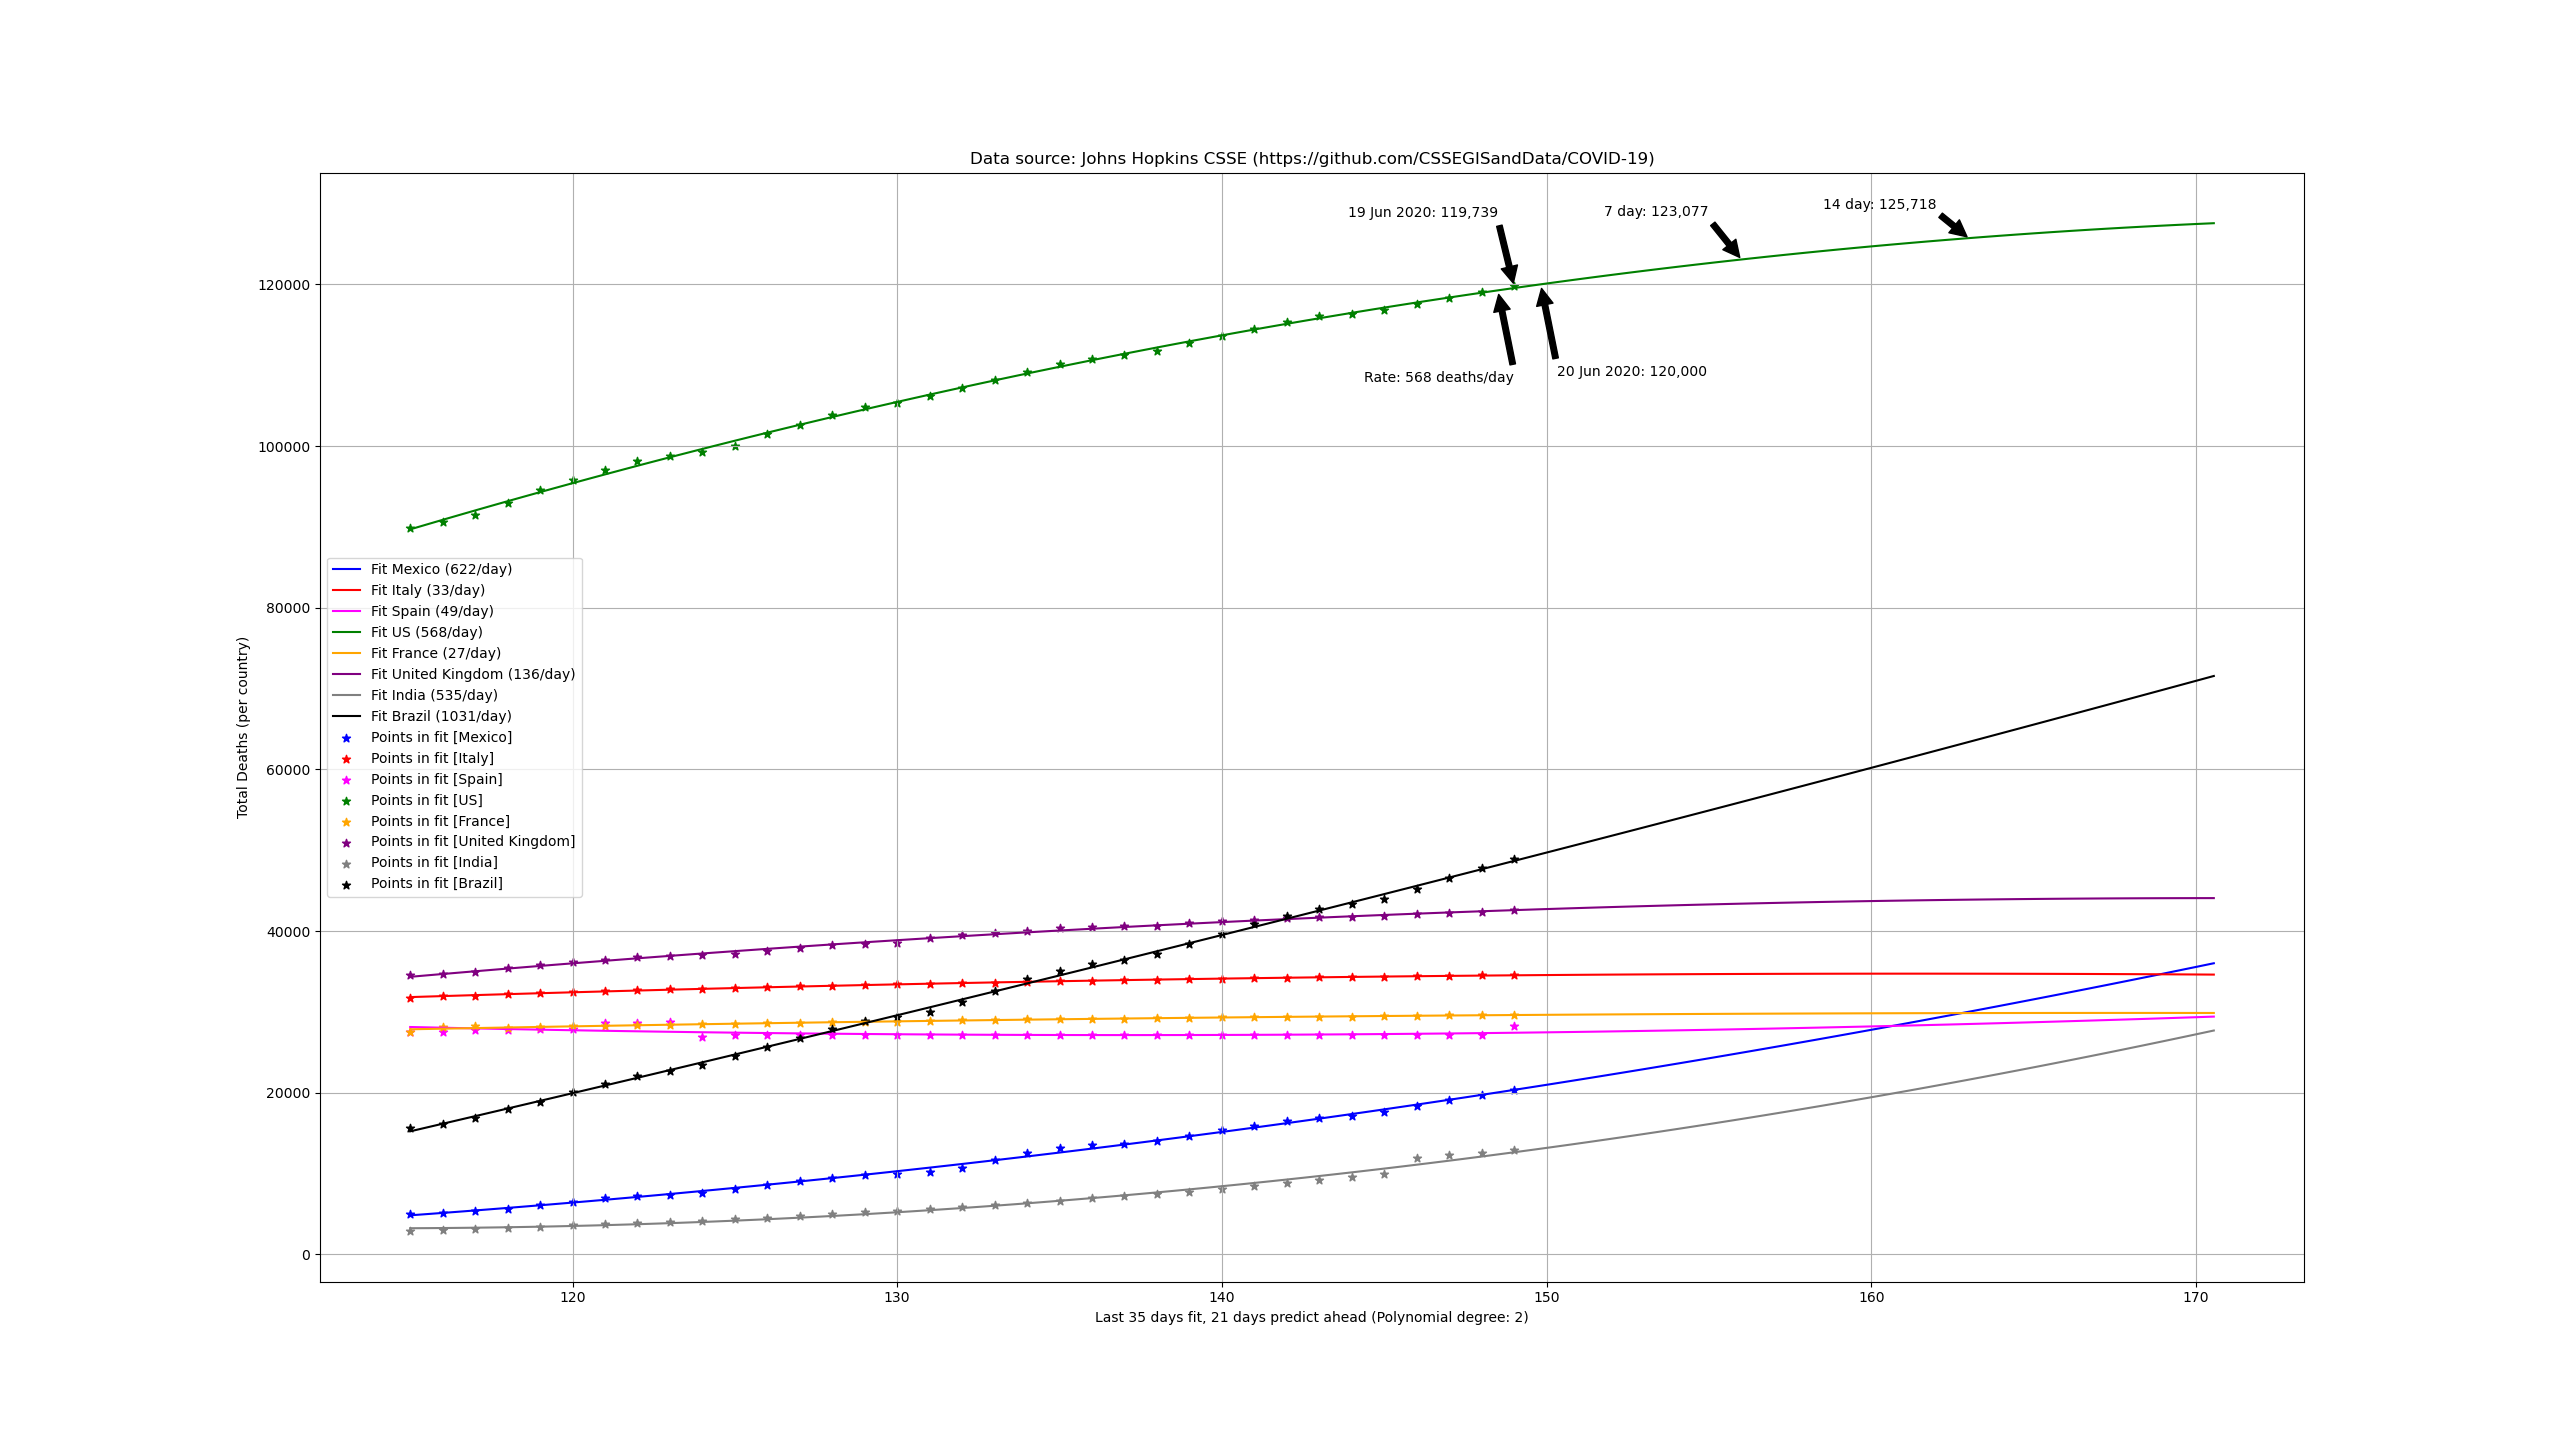 Data source: Johns Hopkins CSSE (https://github.com/CSSEGISandData/COVID-19)
19 Jun 2020: 119,739
7 day: 123,077
14 day: 125,718
Rate: 568 deaths/day
20 Jun 2020: 120,000
120000
100000
80000
60000
40000
20000
0
Total Deaths (per country)
Fit Mexico (622/day)
Fit Italy (33/day)
Fit Spain (49/day)
Fit US (568/day)
Fit France (27/day)
Fit United Kingdom (136/day)
Fit India (535/day)
Fit Brazil (1031/day)
Points in fit [Mexico]
Points in fit [Italy]
Points in fit [Spain]
Points in fit [US]
Points in fit [France]
Points in fit [United Kingdom]
Points in fit [India]
Points in fit [Brazil]
120 130 140 150 160 170
Last 35 days fit, 21 days predict ahead (Polynomial degree: 2)